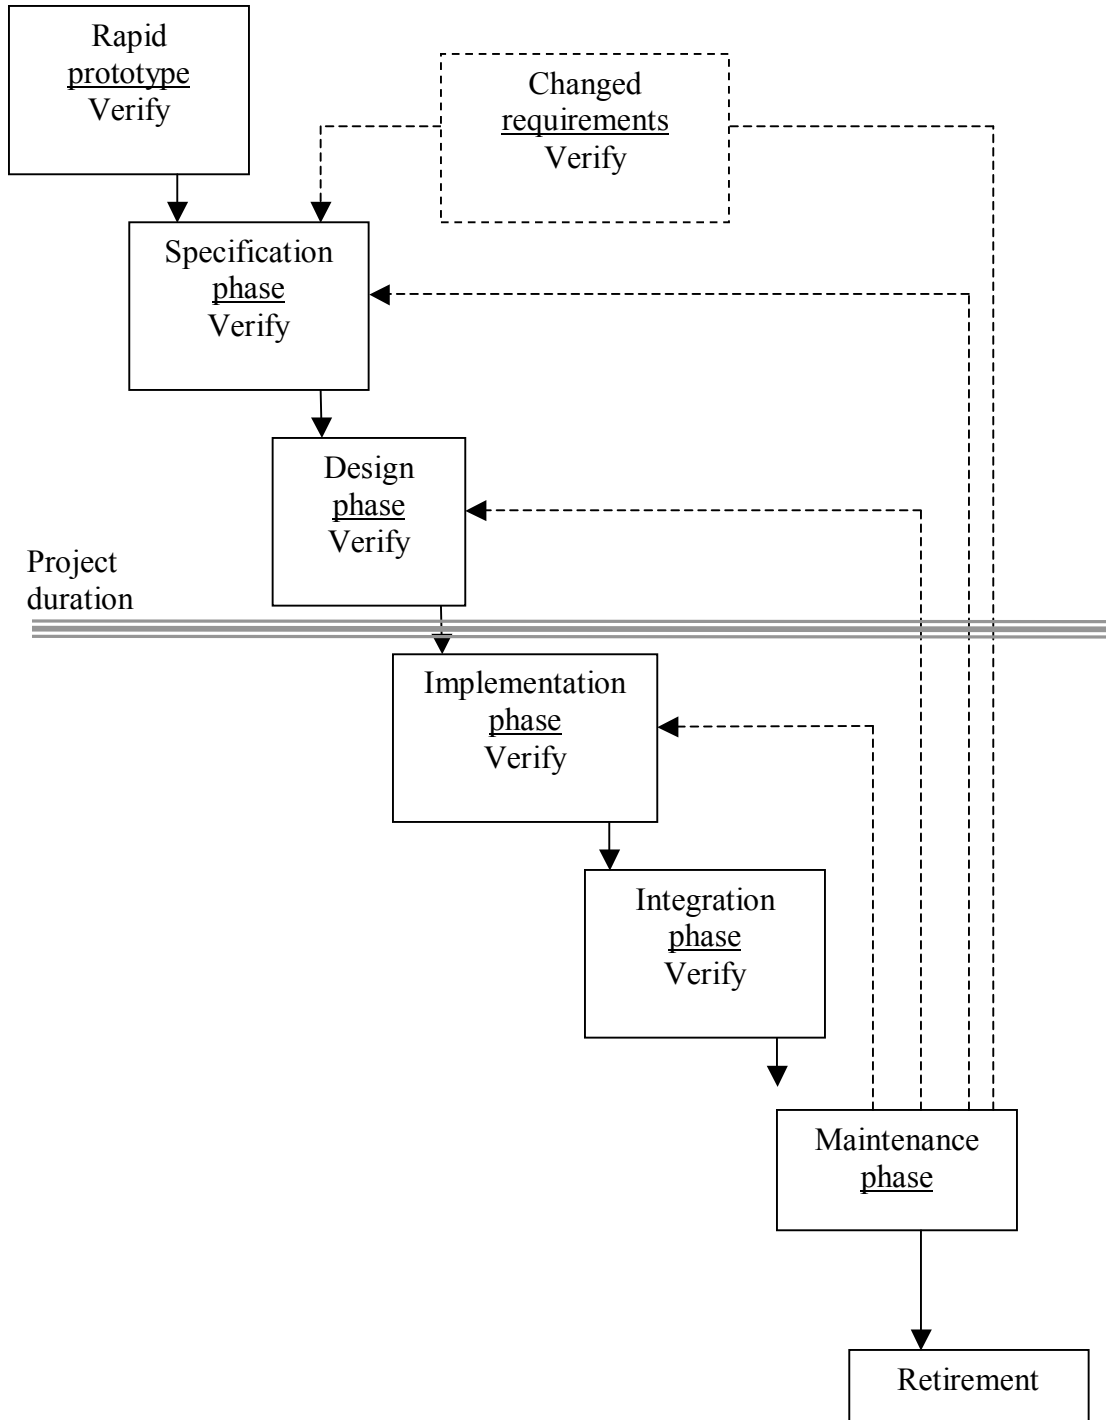 Rapid
prototype
Verify
Changed
requirements
Verify
Specification
phase
Verify
Design
phase
Verify
Project
duration
Implementation
phase
Verify
Integration
phase
Verify
Maintenance
phase
Retirement